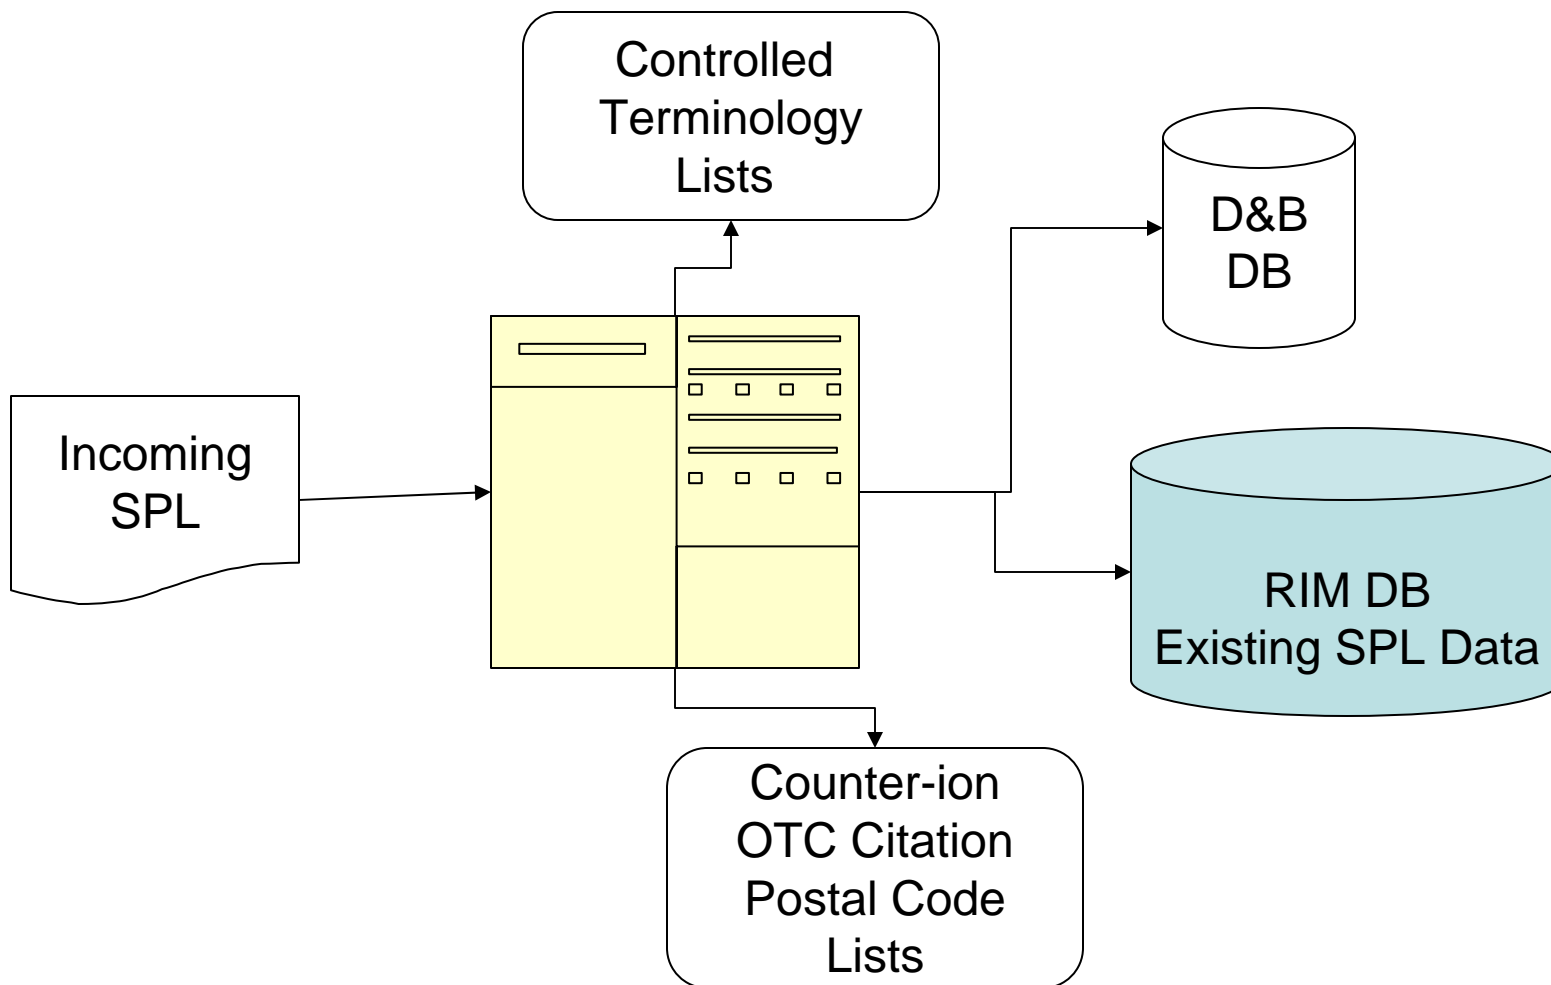 Controlled
Terminology
Lists
D&B
DB
Incoming
SPL
RIM DB
Existing SPL Data
Counter-ion
OTC Citation
Postal Code
Lists